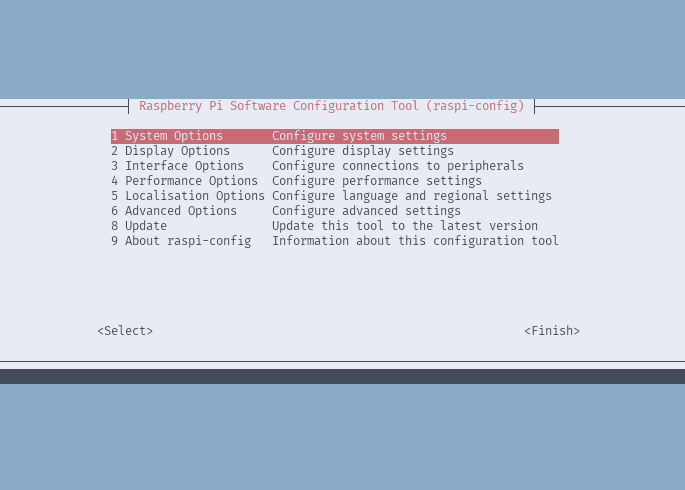 Raspberry Pi Software Configuration Tool (raspi-config)
1 System Options Configure system settings
2 Display Options Configure display settings
3 Interface Options Configure connections to peripherals
4 Performance Options Configure performance settings
5 Localisation Options Configure language and regional settings
6 Advanced Options Configure advanced settings
8 Update Update this tool to the latest version
9 About raspi-config Information about this configuration tool
<Select> <Finish>